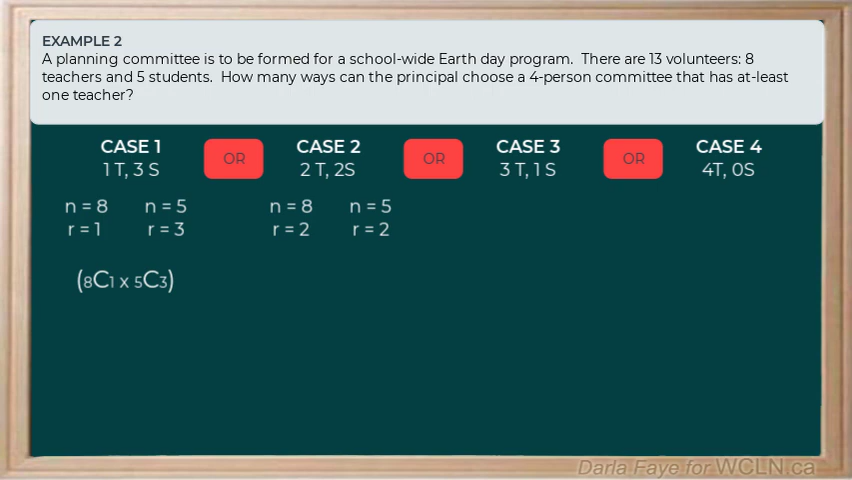 EXAMPLE 2
A planning committee is to be formed for a school-wide Earth day program. There are 13 volunteers: 8
teachers and 5 students. How many ways can the principal choose a 4-person committee that has at-least
one teacher?
CASE 1 OR CASE 2 OR CASE 3 OR CASE 4
1 T, 3 S 2 T, 2S 3 T, 1 S 4T, 0S
n = 8 n = 5 n = 8 n = 5
r = 1 r = 3 r = 2 r = 2
(8C1 x 5C3)
Darla Faye for WCLN.ca